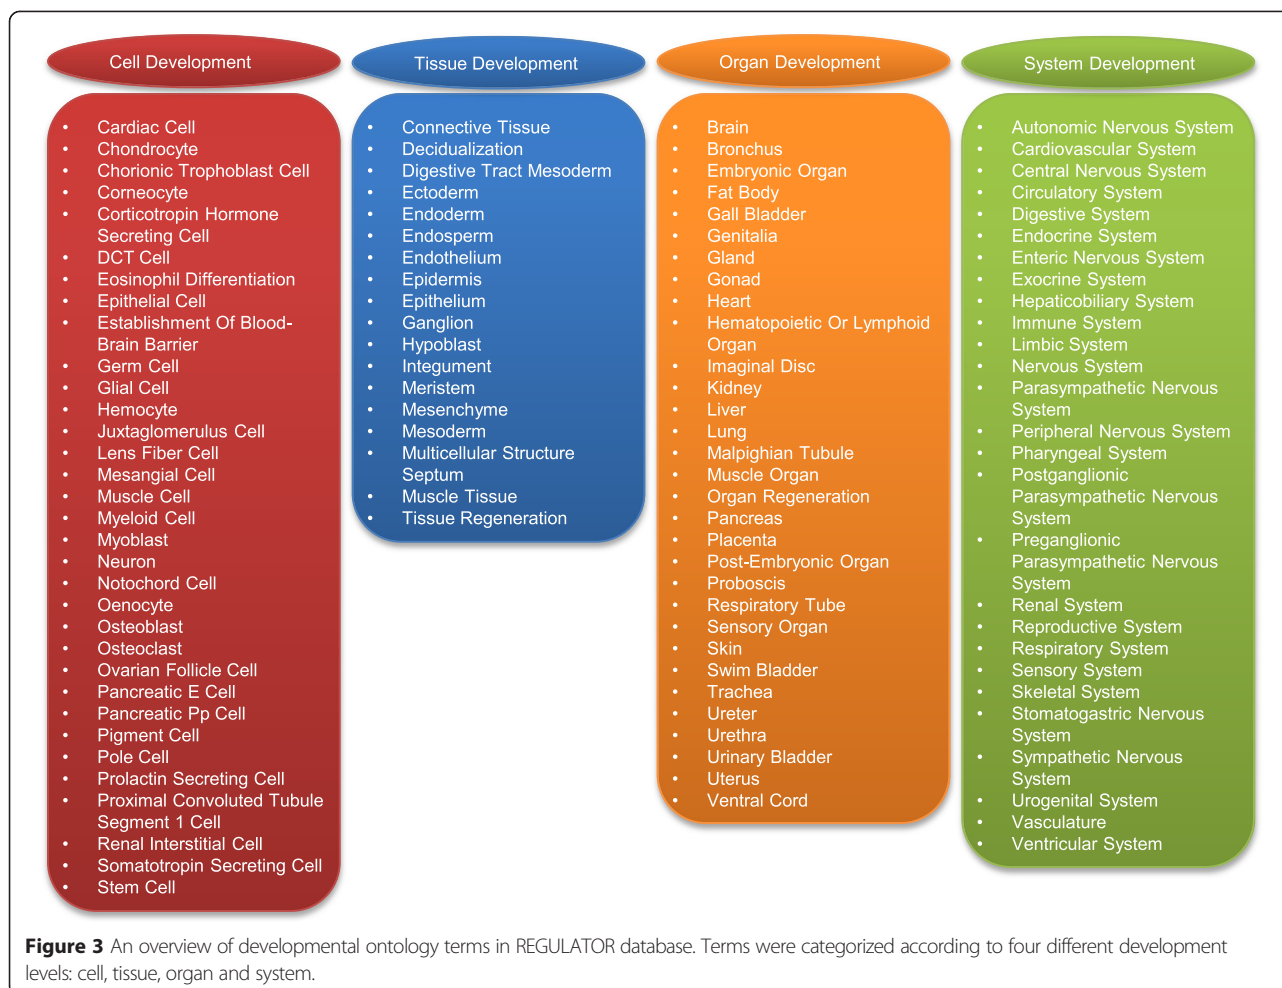 Cell Development
• Cardiac Cell
• Chondrocyte
• Chorionic Trophoblast Cell
• Corneocyte
• Corticotropin Hormone
Secreting Cell
• DCT Cell
• Eosinophil Differentiation
• Epithelial Cell
• Establishment Of Blood-
Brain Barrier
• Germ Cell
• Glial Cell
• Hemocyte
• Juxtaglomerulus Cell
• Lens Fiber Cell
• Mesangial Cell
• Muscle Cell
• Myeloid Cell
• Myoblast
• Neuron
• Notochord Cell
• Oenocyte
• Osteoblast
• Osteoclast
• Ovarian Follicle Cell
• Pancreatic E Cell
• Pancreatic Pp Cell
• Pigment Cell
• Pole Cell
• Prolactin Secreting Cell
• Proximal Convoluted Tubule
Segment 1 Cell
• Renal Interstitial Cell
• Somatotropin Secreting Cell
• Stem Cell
Tissue Development
• Connective Tissue
• Decidualization
• Digestive Tract Mesoderm
• Ectoderm
• Endoderm
• Endosperm
• Endothelium
• Epidermis
• Epithelium
• Ganglion
• Hypoblast
• Integument
• Meristem
• Mesenchyme
• Mesoderm
• Multicellular Structure
Septum
• Muscle Tissue
• Tissue Regeneration
Organ Development
• Brain
• Bronchus
• Embryonic Organ
• Fat Body
• Gall Bladder
• Genitalia
• Gland
• Gonad
• Heart
• Hematopoietic Or Lymphoid
Organ
• Imaginal Disc
• Kidney
• Liver
• Lung
• Malpighian Tubule
• Muscle Organ
• Organ Regeneration
• Pancreas
• Placenta
• Post-Embryonic Organ
• Proboscis
• Respiratory Tube
• Sensory Organ
• Skin
• Swim Bladder
• Trachea
• Ureter
• Urethra
• Urinary Bladder
• Uterus
• Ventral Cord
System Development
• Autonomic Nervous System
• Cardiovascular System
• Central Nervous System
• Circulatory System
• Digestive System
• Endocrine System
• Enteric Nervous System
• Exocrine System
• Hepaticobiliary System
• Immune System
• Limbic System
• Nervous System
• Parasympathetic Nervous
System
• Peripheral Nervous System
• Pharyngeal System
• Postganglionic
Parasympathetic Nervous
System
• Preganglionic
Parasympathetic Nervous
System
• Renal System
• Reproductive System
• Respiratory System
• Sensory System
• Skeletal System
• Stomatogastric Nervous
System
• Sympathetic Nervous
System
• Urogenital System
• Vasculature
• Ventricular System
Figure 3 An overview of developmental ontology terms in REGULATOR database. Terms were categorized according to four different development
levels: cell, tissue, organ and system.